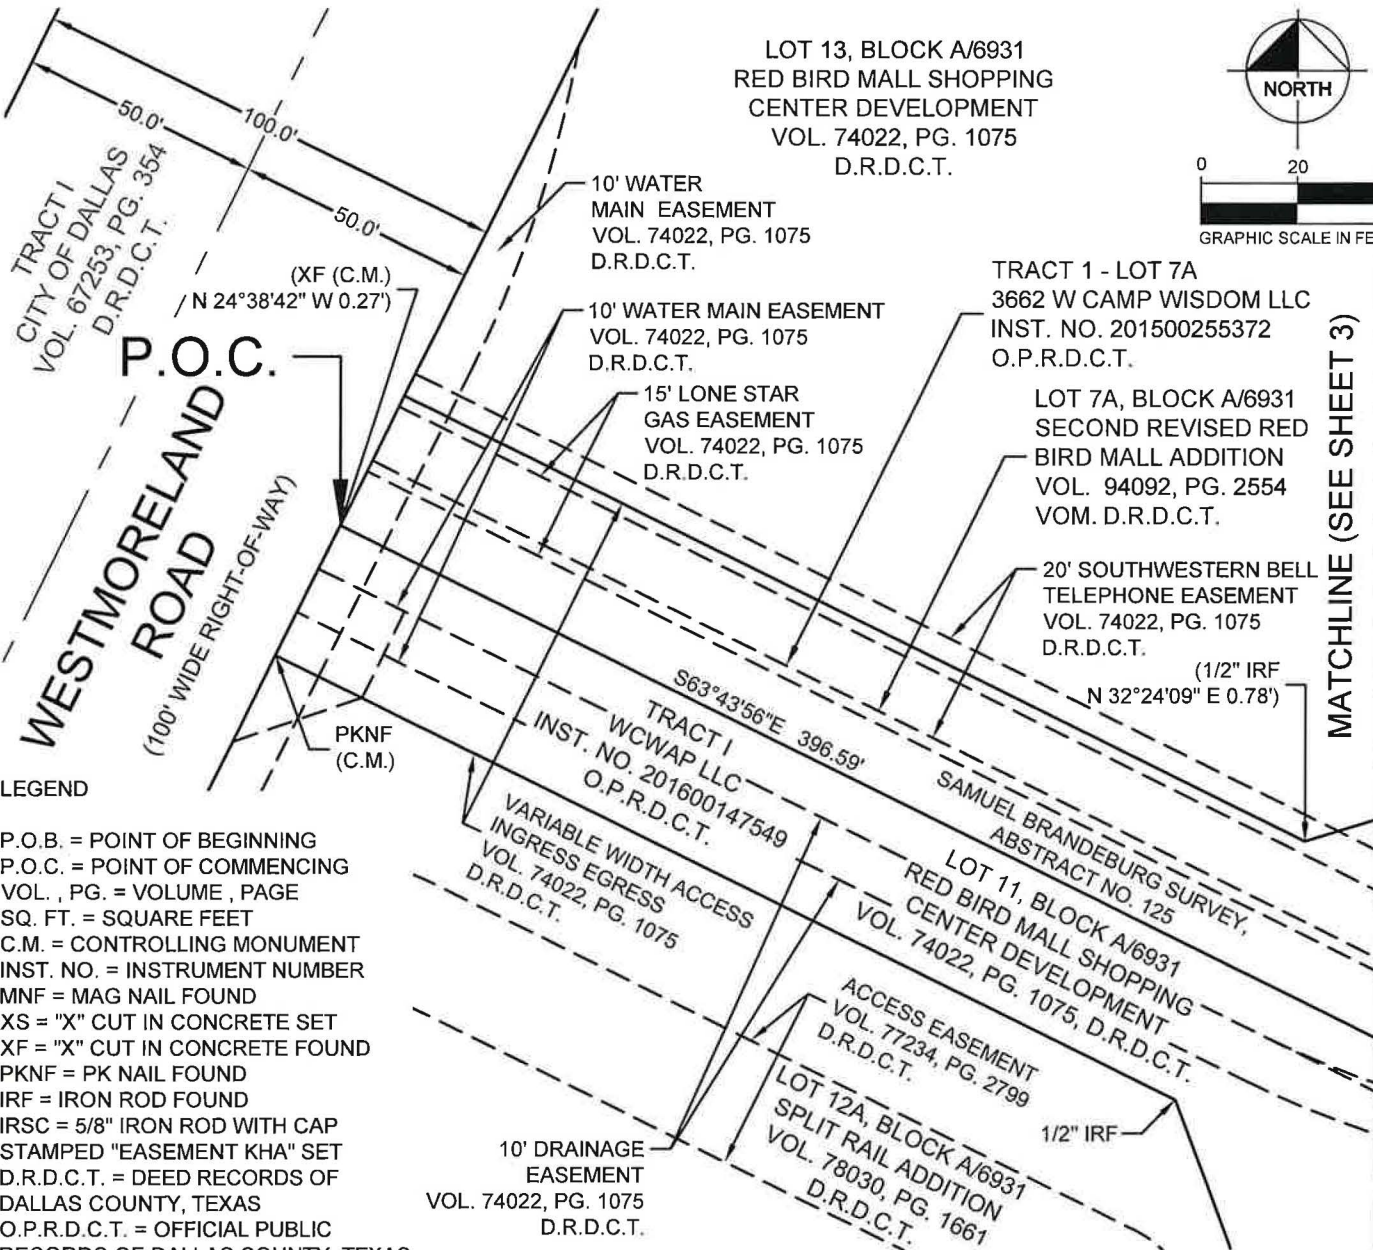 LOT 13, BLOCK A/6931
RED BIRD MALL SHOPPING
CENTER DEVELOPMENT
VOL. 74022, PG. 1075
D.R.D.C.T.
NORTH
0 20
GRAPHIC SCALE IN FE
50.0'
100.0'
50.0'
TRACT I
CITY OF DALLAS
VOL. 67253, PG. 354
D.R.D.C.T.
10' WATER
MAIN EASEMENT
VOL. 74022, PG. 1075
D.R.D.C.T.
(XF (C.M.)
N 24°38'42" W 0.27')
P.O.C.
10' WATER MAIN EASEMENT
VOL. 74022, PG. 1075
D.R.D.C.T.
15' LONE STAR
GAS EASEMENT
VOL. 74022, PG. 1075
D.R.D.C.T.
TRACT 1 - LOT 7A
3662 W CAMP WISDOM LLC
INST. NO. 201500255372
O.P.R.D.C.T.
LOT 7A, BLOCK A/6931
SECOND REVISED RED
BIRD MALL ADDITION
VOL. 94092, PG. 2554
VOM. D.R.D.C.T.
20' SOUTHWESTERN BELL
TELEPHONE EASEMENT
VOL. 74022, PG. 1075
D.R.D.C.T.
(1/2" IRF
N 32°24'09" E 0.78')
MATCHLINE (SEE SHEET 3)
WESTMORELAND
ROAD
(100' WIDE RIGHT-OF-WAY)
PKNF
(C.M.)
S63°43'56"E 396.59'
TRACT I
WCWAP LLC
INST. NO. 201600147549
O.P.R.D.C.T.
SAMUEL BRANDEBURG SURVEY,
ABSTRACT NO. 125
VARIABLE WIDTH ACCESS
INGRESS EGRESS
VOL. 74022, PG. 1075
D.R.D.C.T.
LOT 11, BLOCK A/6931
RED BIRD MALL SHOPPING
CENTER DEVELOPMENT
VOL. 74022, PG. 1075, D.R.D.C.T.
ACCESS EASEMENT
VOL. 77234, PG. 2799
D.R.D.C.T.
LOT 12A, BLOCK A/6931
SPLIT RAIL ADDITION
VOL. 78030, PG. 1661
D.R.D.C.T.
1/2" IRF
10' DRAINAGE
EASEMENT
VOL. 74022, PG. 1075
D.R.D.C.T.
LEGEND
P.O.B. = POINT OF BEGINNING
P.O.C. = POINT OF COMMENCING
VOL. , PG. = VOLUME , PAGE
SQ. FT. = SQUARE FEET
C.M. = CONTROLLING MONUMENT
INST. NO. = INSTRUMENT NUMBER
MNF = MAG NAIL FOUND
XS = "X" CUT IN CONCRETE SET
XF = "X" CUT IN CONCRETE FOUND
PKNF = PK NAIL FOUND
IRF = IRON ROD FOUND
IRSC = 5/8" IRON ROD WITH CAP
STAMPED "EASEMENT KHA" SET
D.R.D.C.T. = DEED RECORDS OF
DALLAS COUNTY, TEXAS
O.P.R.D.C.T. = OFFICIAL PUBLIC
RECORDS OF DALLAS COUNTY, TEXAS